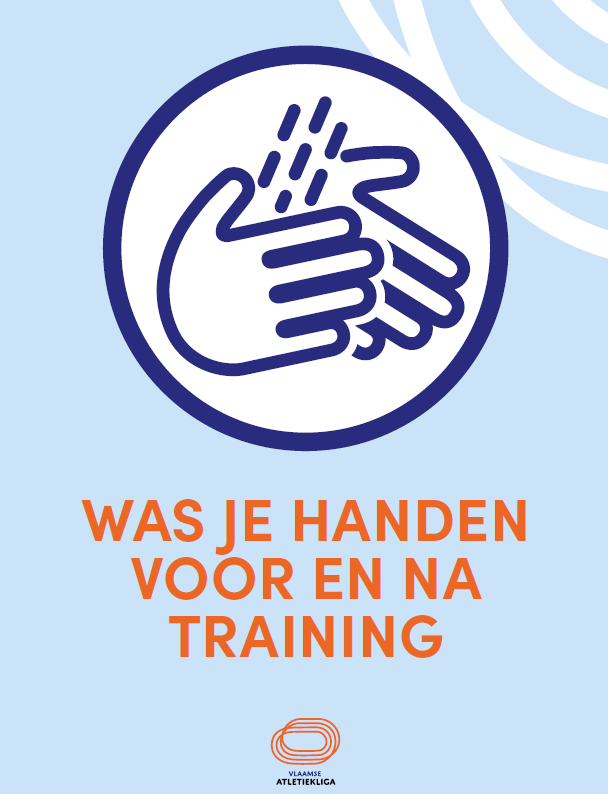 WAS JE HANDEN
VOOR EN NA
TRAINING
VLAAMSE
ATLETIEKLIGA